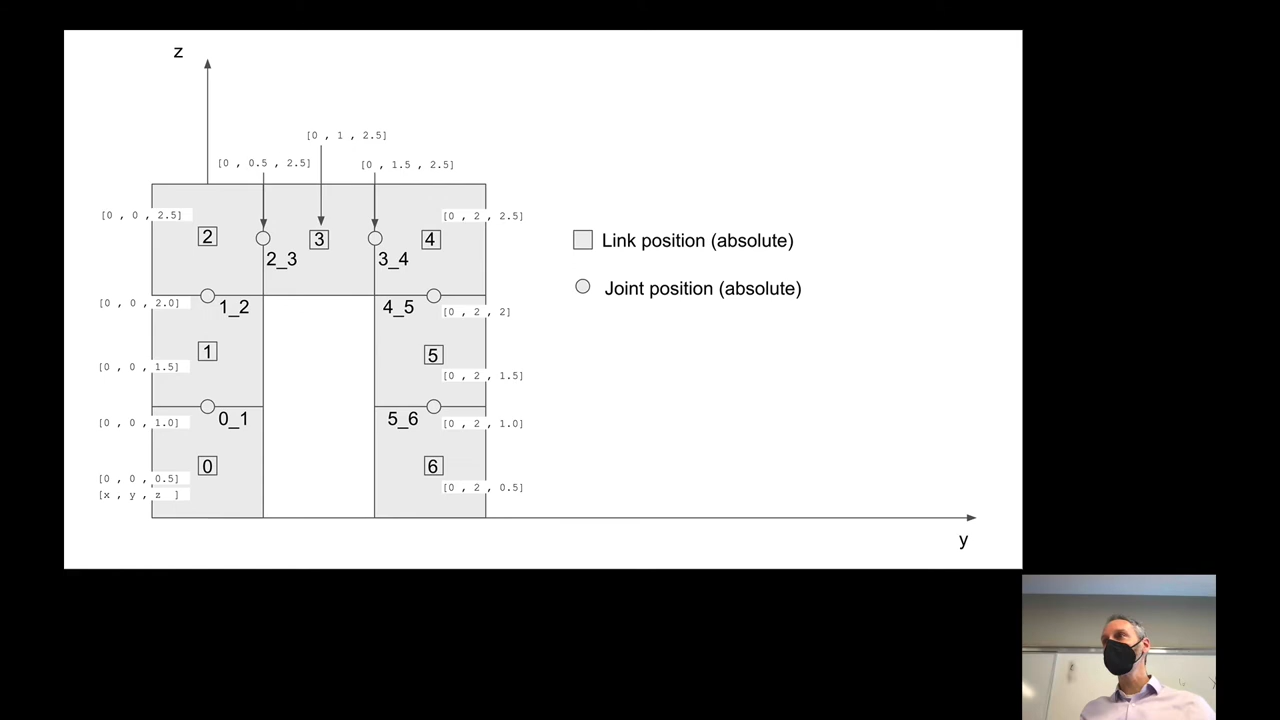 z
[0 , 1 , 2.5]
[0 , 0.5 , 2.5]
[0 , 1.5 , 2.5]
[0 , 0 , 2.5]
[0 , 2 , 2.5]
2
3
4
Link position (absolute)
2_3
3_4
Joint position (absolute)
[0 , 0 , 2.0]
1_2
4_5
[0 , 2 , 2]
1
5
[0 , 0 , 1.5]
[0 , 2 , 1.5]
[0 , 0 , 1.0]
0_1
5_6
[0 , 2 , 1.0]
0
6
[0 , 0 , 0.5]
[0 , 2 , 0.5]
[x , y , z ]
y